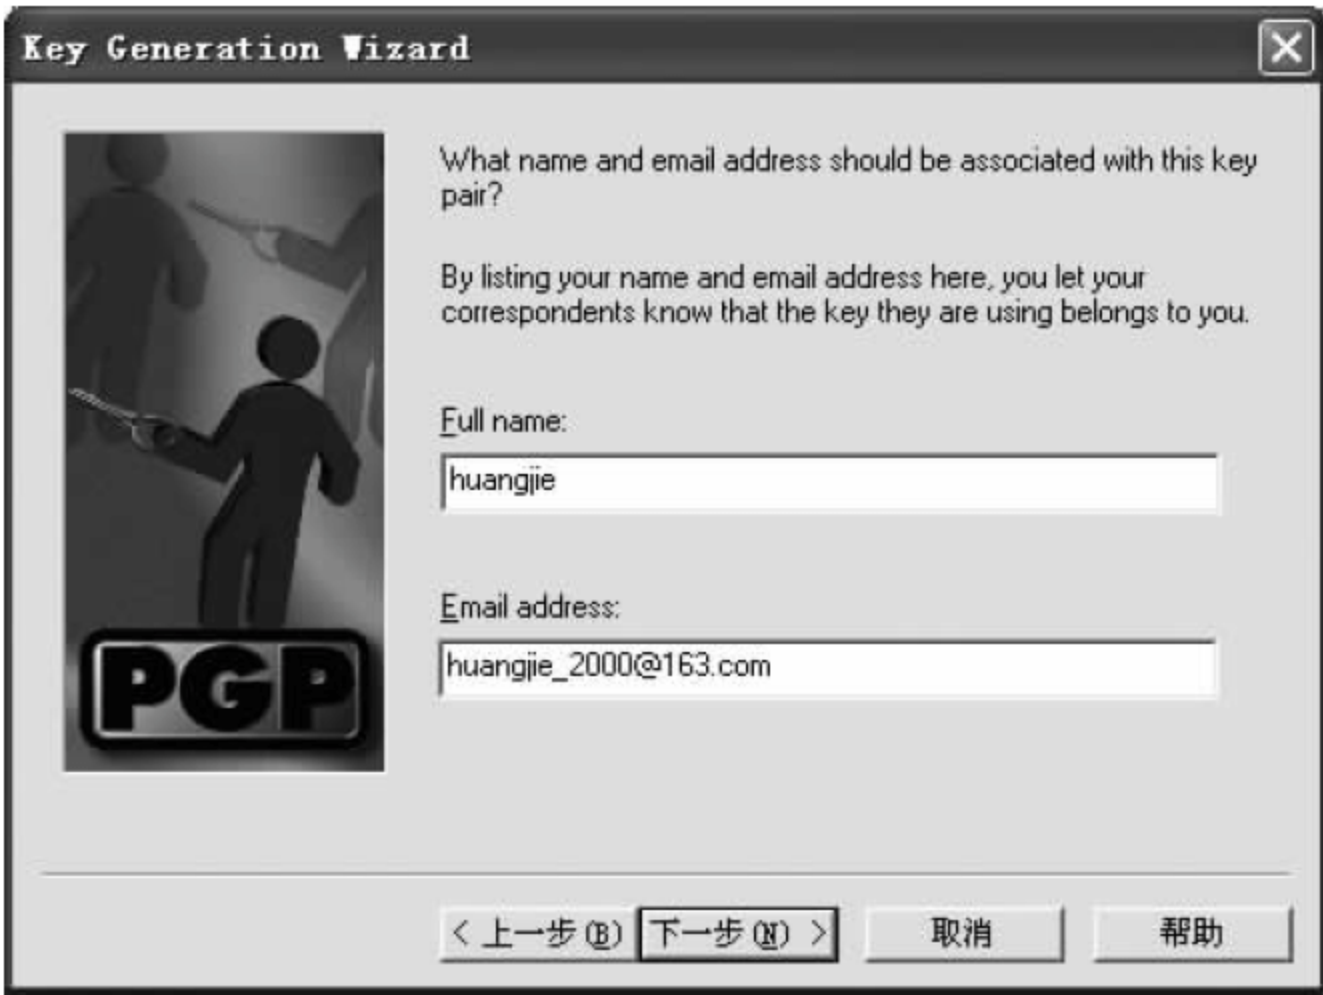 Key Generation Wizard
What name and email address should be associated with this key
pair?
By listing your name and email address here, you let your
correspondents know that the key they are using belongs to you.
Full name:
huangjie
Email address:
huangjie_2000@163.com
PGP
< 上一步(B) 下一步(N) > 取消 帮助